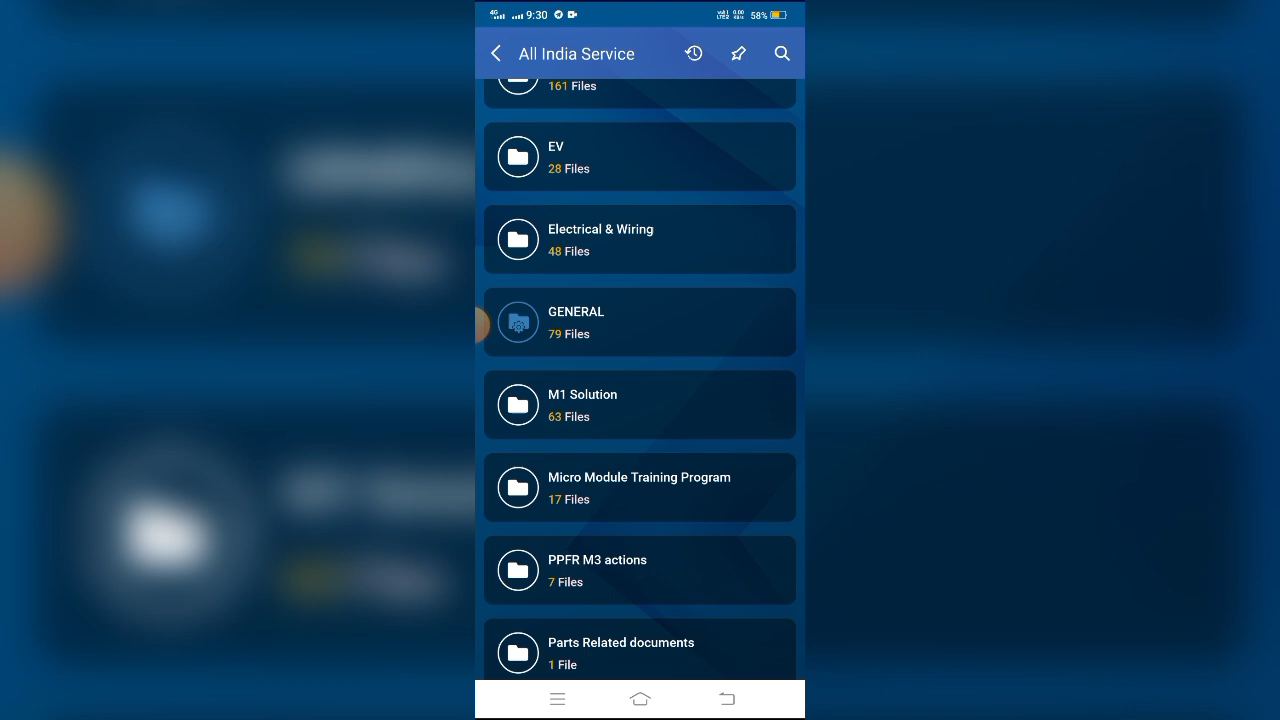 4G 9:30 58%
All India Service
161 Files
EV
28 Files
Electrical & Wiring
48 Files
GENERAL
79 Files
M1 Solution
63 Files
Micro Module Training Program
17 Files
PPFR M3 actions
7 Files
Parts Related documents
1 File